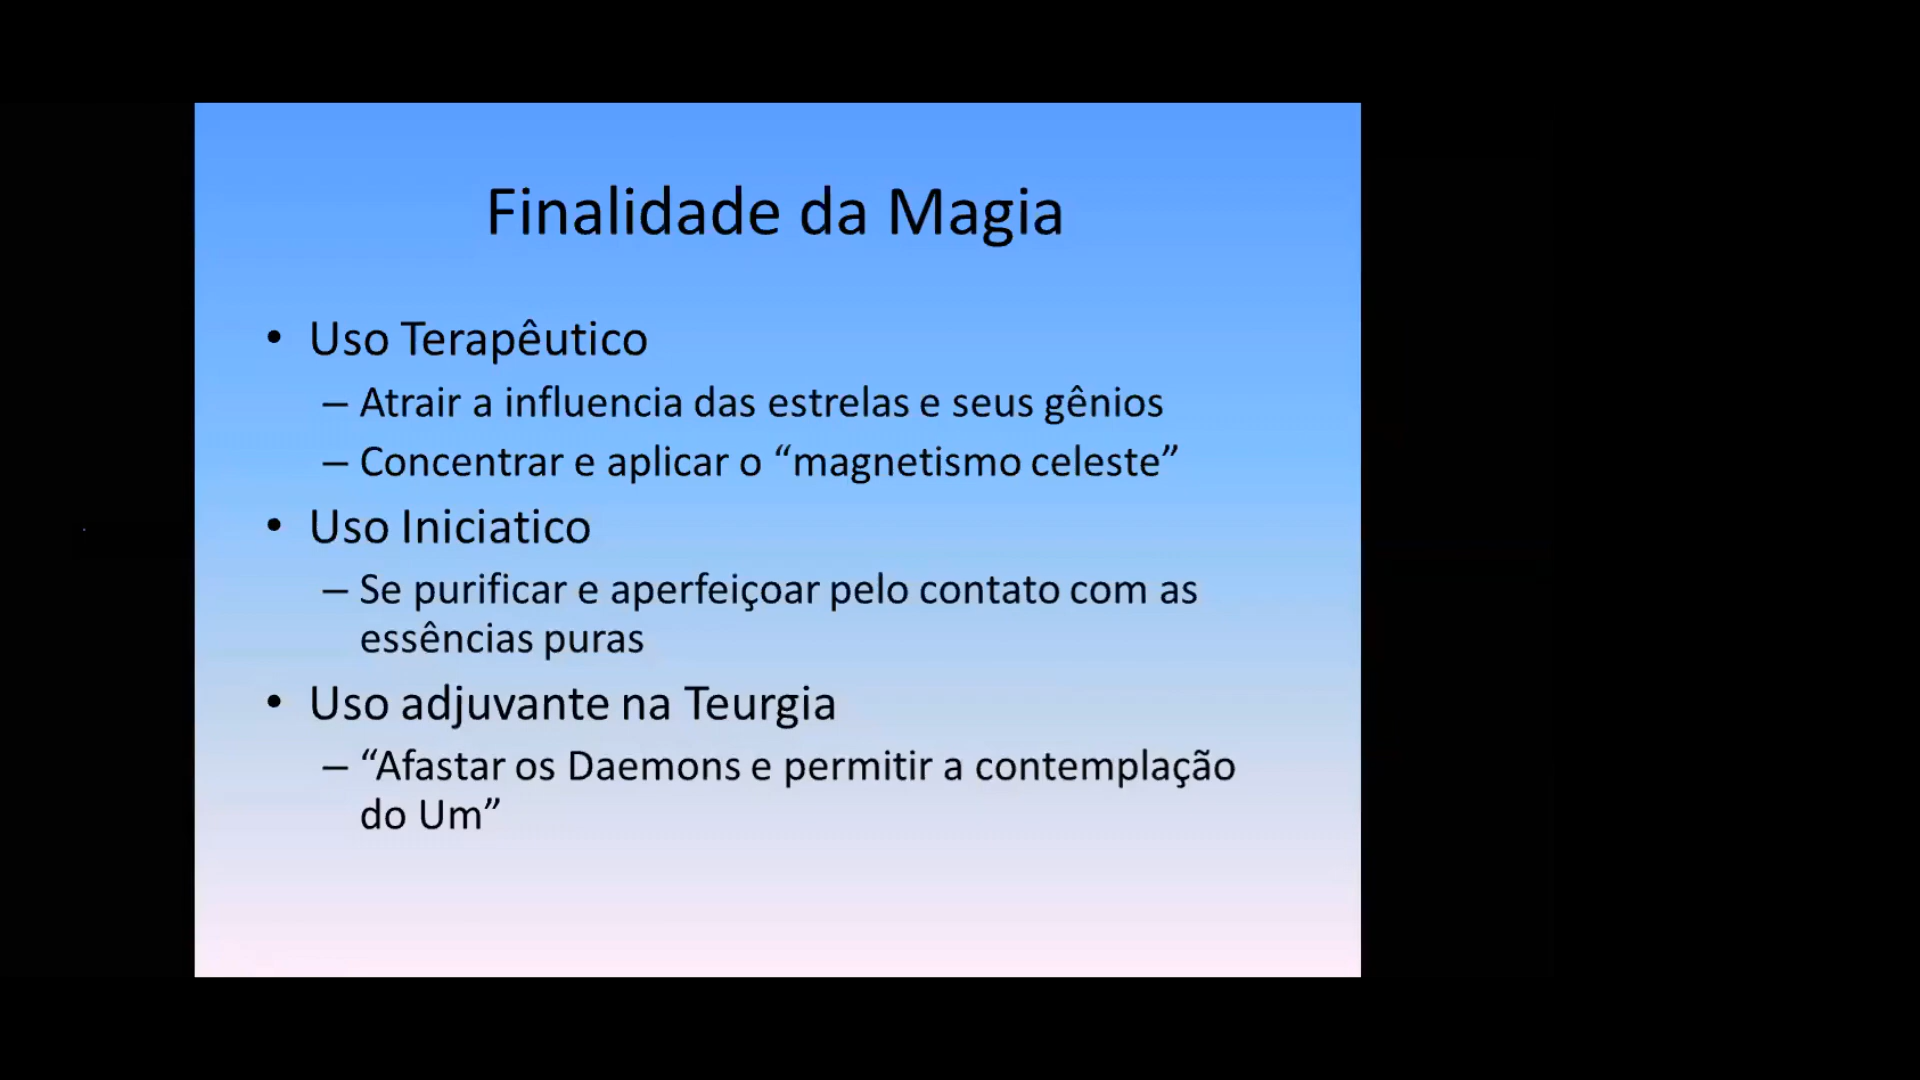 Finalidade da Magia
• Uso Terapêutico
– Atrair a influencia das estrelas e seus gênios
– Concentrar e aplicar o “magnetismo celeste”
• Uso Iniciatico
– Se purificar e aperfeiçoar pelo contato com as
essências puras
• Uso adjuvante na Teurgia
– “Afastar os Daemons e permitir a contemplação
do Um”